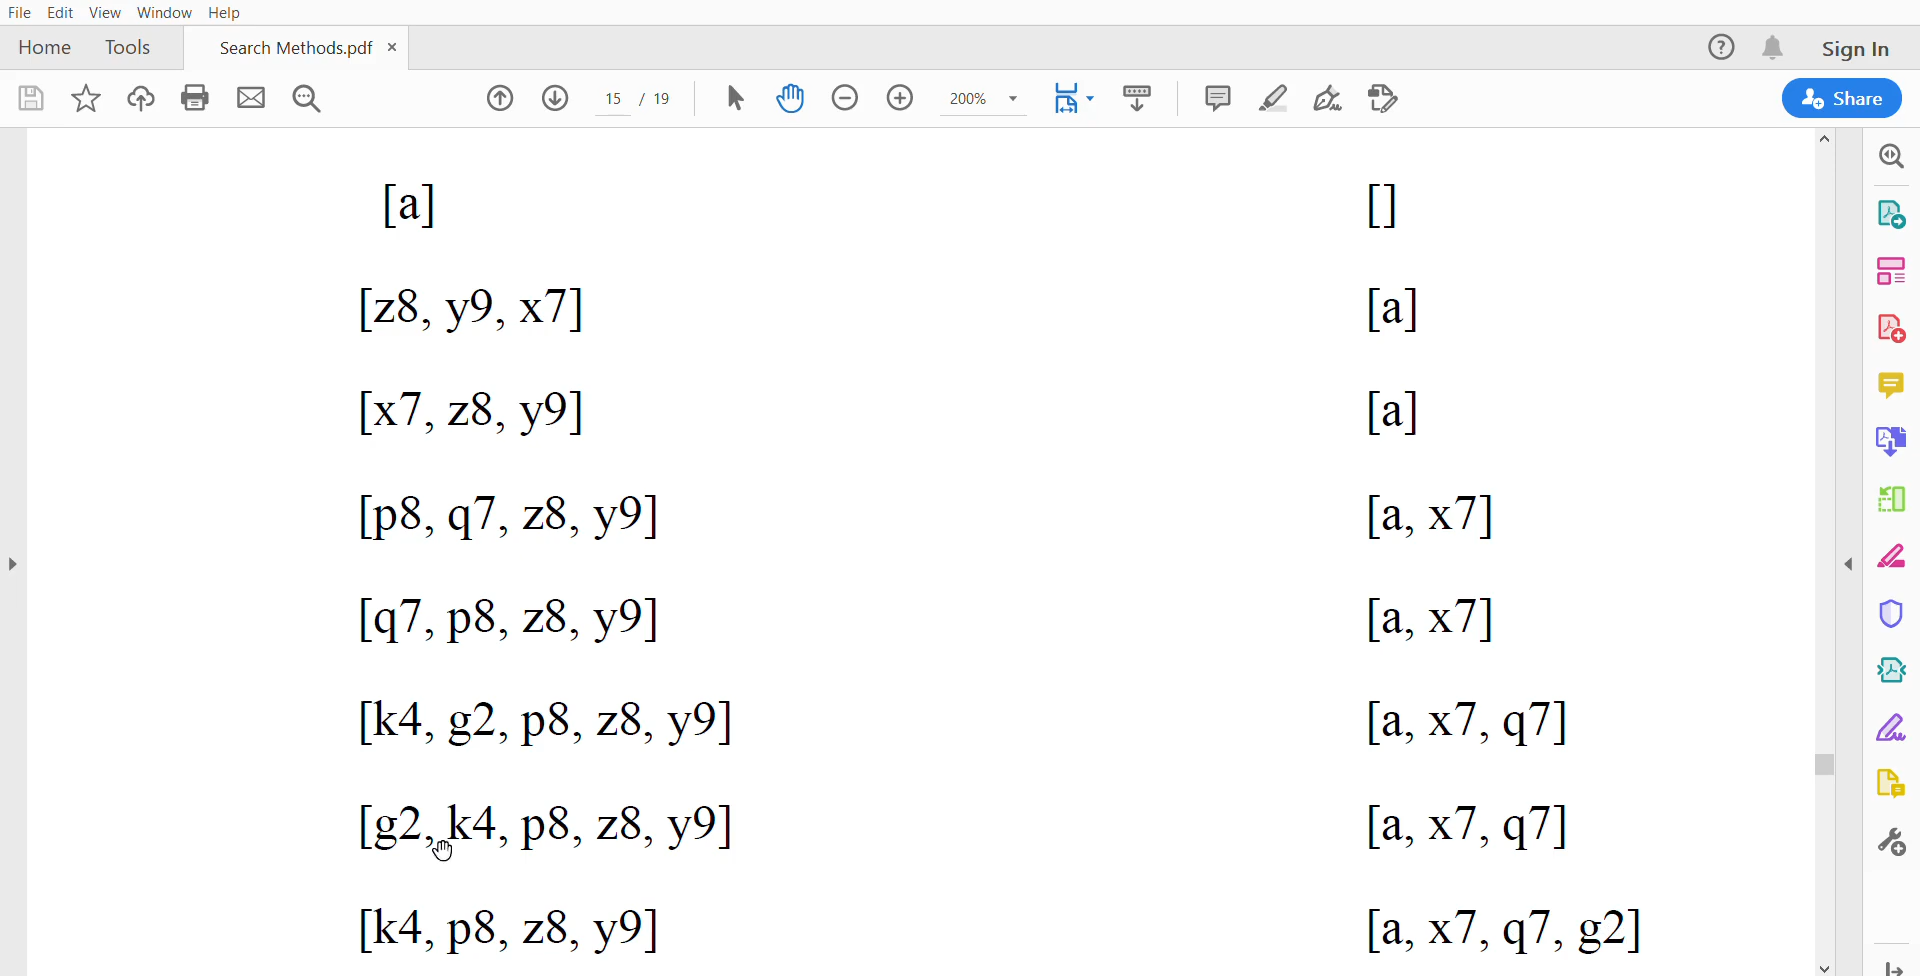 File Edit View Window Help
Home Tools Search Methods.pdf × Sign In
15 / 19 200% Share
[a] []
[z8, y9, x7] [a]
[x7, z8, y9] [a]
[p8, q7, z8, y9] [a, x7]
[q7, p8, z8, y9] [a, x7]
[k4, g2, p8, z8, y9] [a, x7, q7]
[g2, k4, p8, z8, y9] [a, x7, q7]
[k4, p8, z8, y9] [a, x7, q7, g2]